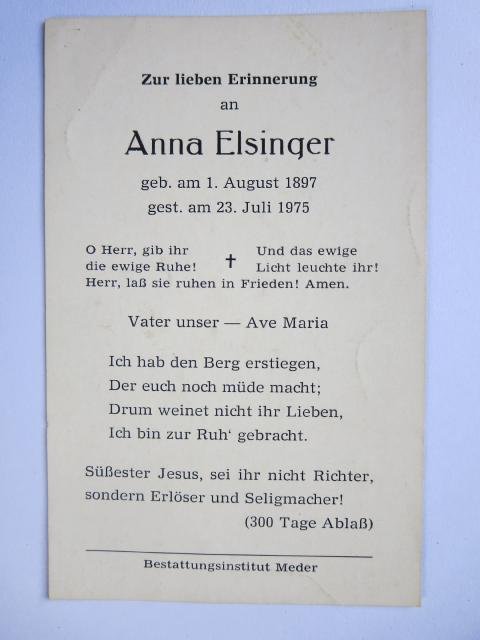 Zur lieben Erinnerung
an
Anna Elsinger
geb. am 1. August 1897
gest. am 23. Juli 1975
O Herr, gib ihr
die ewige Ruhe!
Und das ewige
Licht leuchte ihr!
Herr, laß sie ruhen in Frieden! Amen.
Vater unser — Ave Maria
Ich hab den Berg erstiegen,
Der euch noch müde macht;
Drum weinet nicht ihr Lieben,
Ich bin zur Ruh‘ gebracht.
Süßester Jesus, sei ihr nicht Richter,
sondern Erlöser und Seligmacher!
(300 Tage Ablaß)
Bestattungsinstitut Meder